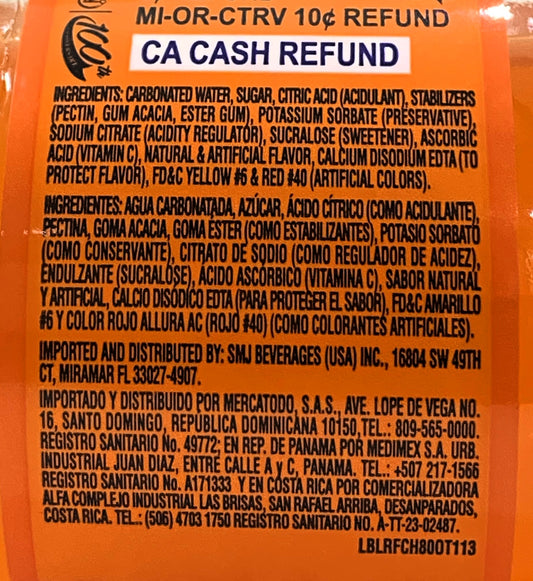 MI-OR-CTRV 10¢ REFUND
CA CASH REFUND
100%
INGREDIENTS: CARBONATED WATER, SUGAR, CITRIC ACID (ACIDULANT), STABILIZERS
(PECTIN, GUM ACACIA, ESTER GUM), POTASSIUM SORBATE (PRESERVATIVE),
SODIUM CITRATE (ACIDITY REGULATOR), SUCRALOSE (SWEETENER), ASCORBIC
ACID (VITAMIN C), NATURAL & ARTIFICIAL FLAVOR, CALCIUM DISODIUM EDTA (TO
PROTECT FLAVOR), FD&C YELLOW #6 & RED #40 (ARTIFICIAL COLORS).
INGREDIENTES: AGUA CARBONATADA, AZÚCAR, ÁCIDO CÍTRICO (COMO ACIDULANTE),
PECTINA, GOMA ACACIA, GOMA ESTER (COMO ESTABILIZANTES), POTASIO SORBATO
(COMO CONSERVANTE), CITRATO DE SODIO (COMO REGULADOR DE ACIDEZ),
ENDULZANTE (SUCRALOSE), ÁCIDO ASCÓRBICO (VITAMINA C), SABOR NATURAL
Y ARTIFICIAL, CALCIO DISÓDICO EDTA (PARA PROTEGER EL SABOR), FD&C AMARILLO
#6 Y COLOR ROJO ALLURA AC (ROJO #40) (COMO COLORANTES ARTIFICIALES).
IMPORTED AND DISTRIBUTED BY: SMJ BEVERAGES (USA) INC., 16804 SW 49TH
CT, MIRAMAR FL 33027-4907.
IMPORTADO Y DISTRIBUIDO POR MERCATODO, S.A.S., AVE. LOPE DE VEGA NO.
16, SANTO DOMINGO, REPÚBLICA DOMINICANA 10150, TEL.: 809-565-0000.
REGISTRO SANITARIO No. 49772; EN REP. DE PANAMA POR MEDIMEX S.A. URB.
INDUSTRIAL JUAN DIAZ, ENTRE CALLE A y C, PANAMA. TEL.: +507 217-1566
REGISTRO SANITARIO No. A171333 Y EN COSTA RICA POR COMERCIALIZADORA
ALFA COMPLEJO INDUSTRIAL LAS BRISAS, SAN RAFAEL ARRIBA, DESANPARADOS,
COSTA RICA. TEL.: (506) 4703 1750 REGISTRO SANITARIO NO. A-TT-23-02487.
LBLRFCH800T113